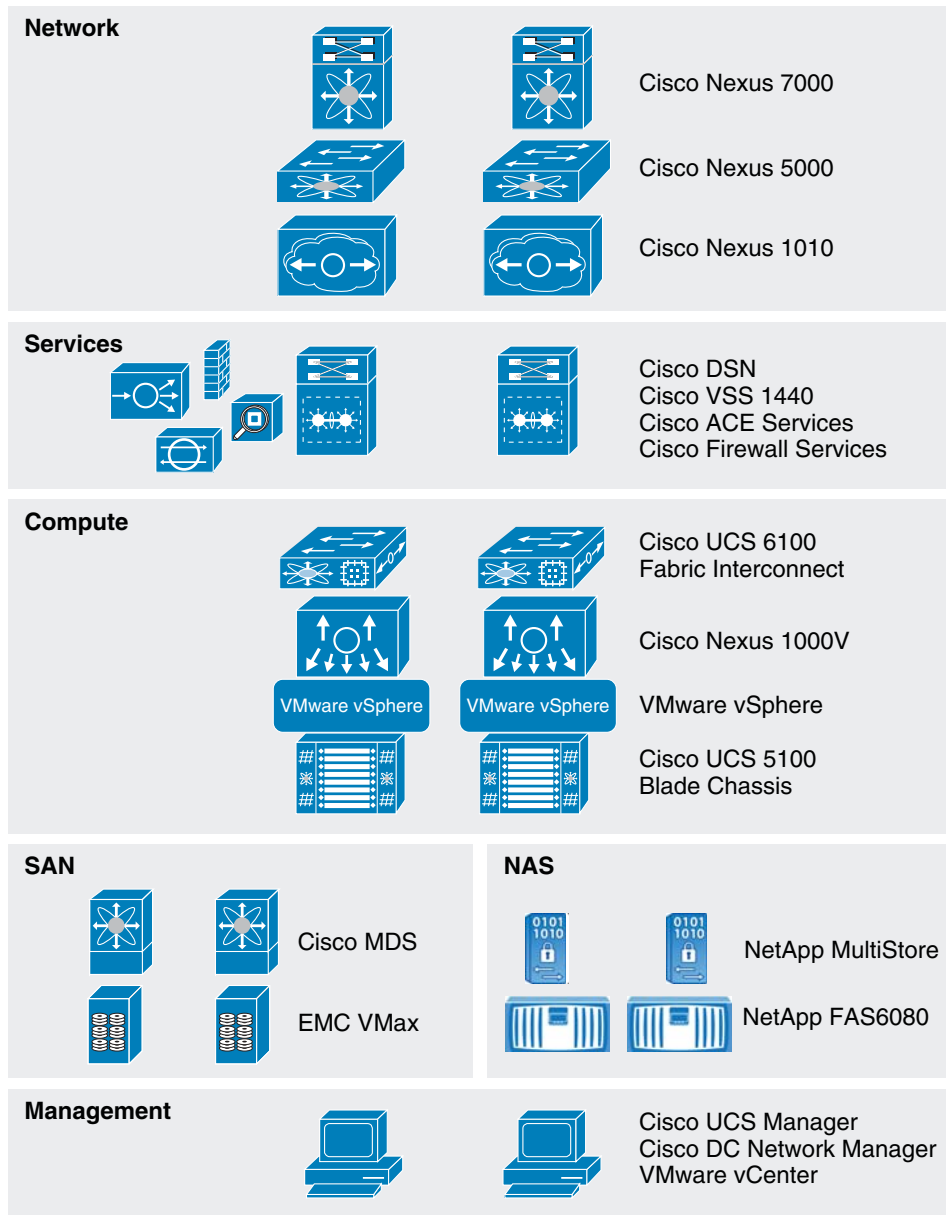 Network
Cisco Nexus 7000
Cisco Nexus 5000
Cisco Nexus 1010
Services
Cisco DSN
Cisco VSS 1440
Cisco ACE Services
Cisco Firewall Services
Compute
Cisco UCS 6100
Fabric Interconnect
Cisco Nexus 1000V
VMware vSphere
VMware vSphere
VMware vSphere
Cisco UCS 5100
Blade Chassis
SAN
Cisco MDS
EMC VMax
NAS
0101
1010
0101
1010
NetApp MultiStore
NetApp FAS6080
Management
Cisco UCS Manager
Cisco DC Network Manager
VMware vCenter